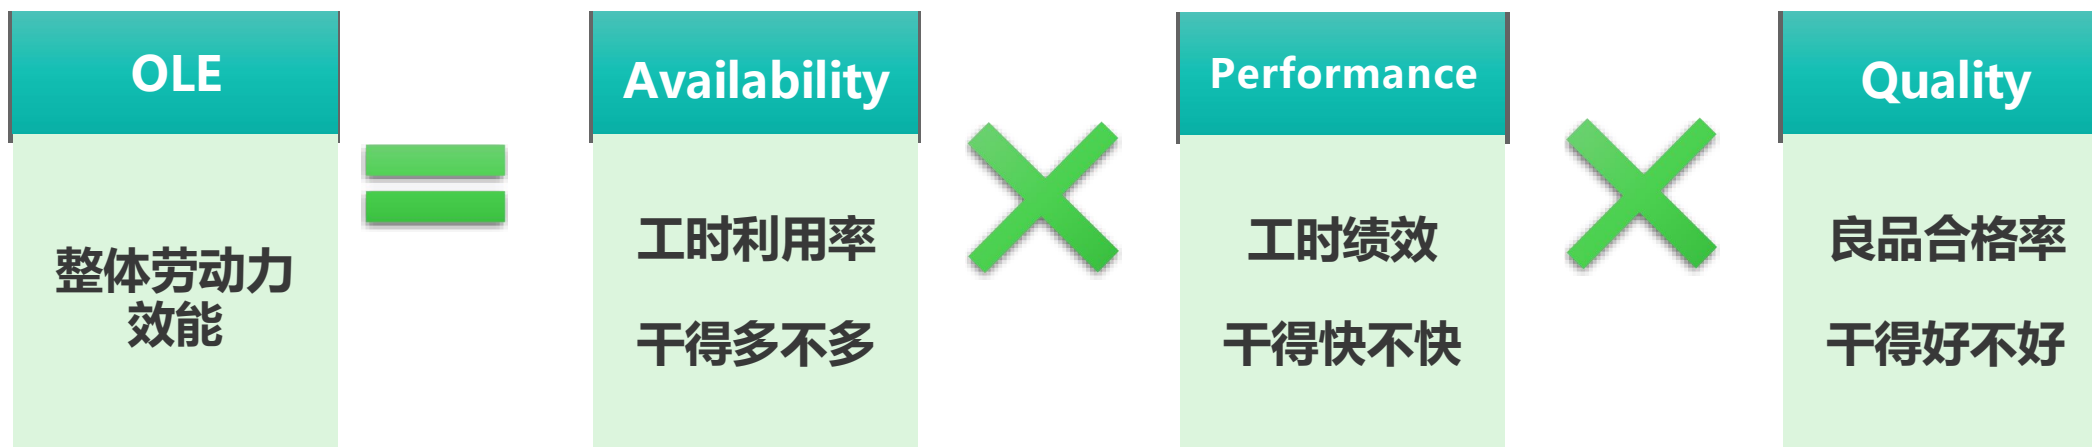 OLE
整体劳动力
效能
Availability
工时利用率
干得多不多
Performance
工时绩效
干得快不快
Quality
良品合格率
干得好不好